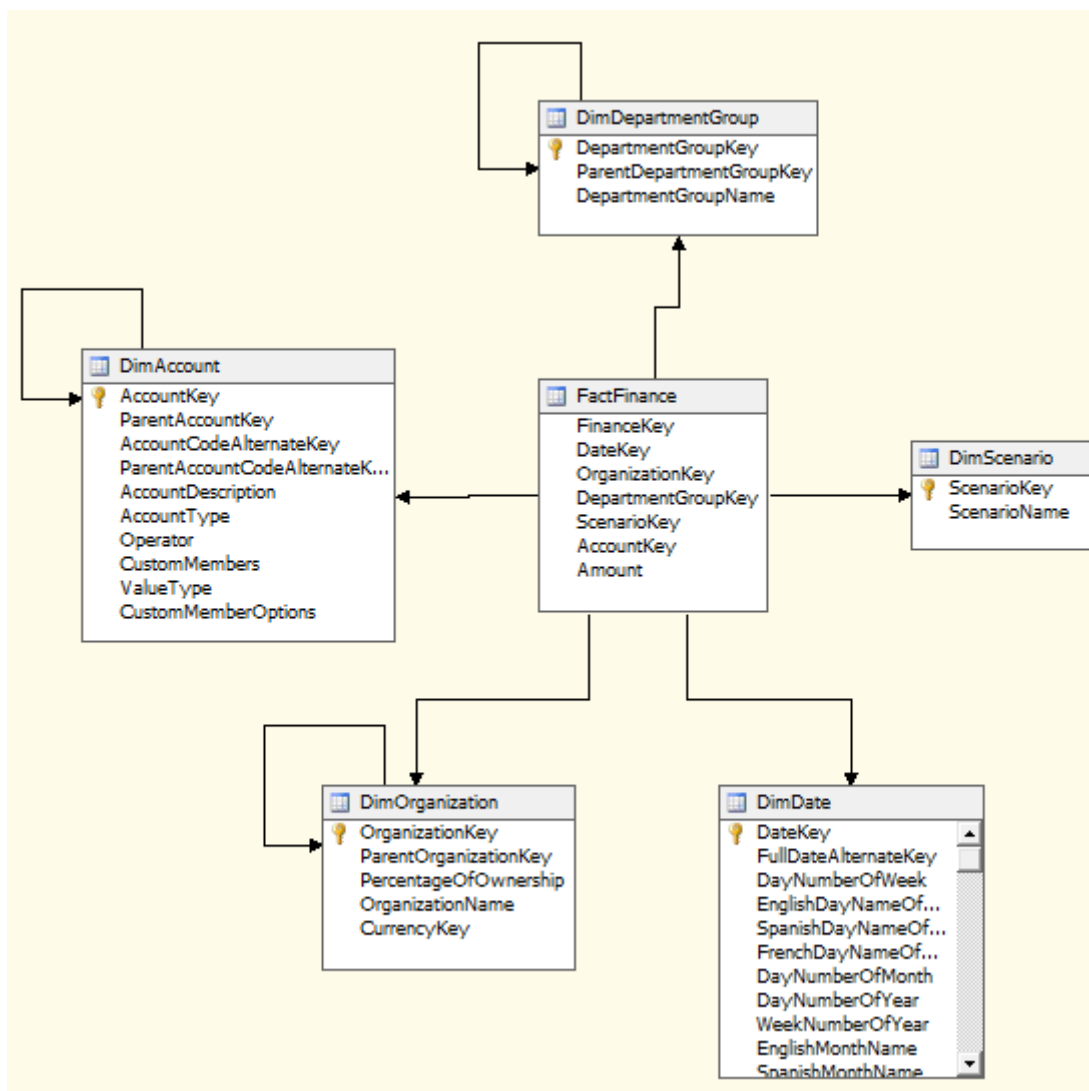 DimDepartmentGroup
DepartmentGroupKey
ParentDepartmentGroupKey
DepartmentGroupName
DimAccount
AccountKey
ParentAccountKey
AccountCodeAlternateKey
ParentAccountCodeAlternateK...
AccountDescription
AccountType
Operator
CustomMembers
ValueType
CustomMemberOptions
FactFinance
FinanceKey
DateKey
OrganizationKey
DepartmentGroupKey
ScenarioKey
AccountKey
Amount
DimScenario
ScenarioKey
ScenarioName
DimOrganization
OrganizationKey
ParentOrganizationKey
PercentageOfOwnership
OrganizationName
CurrencyKey
DimDate
DateKey
FullDateAlternateKey
DayNumberOfWeek
EnglishDayNameOf...
SpanishDayNameOf...
FrenchDayNameOf...
DayNumberOfMonth
DayNumberOfYear
WeekNumberOfYear
EnglishMonthName
SpanishMonthName